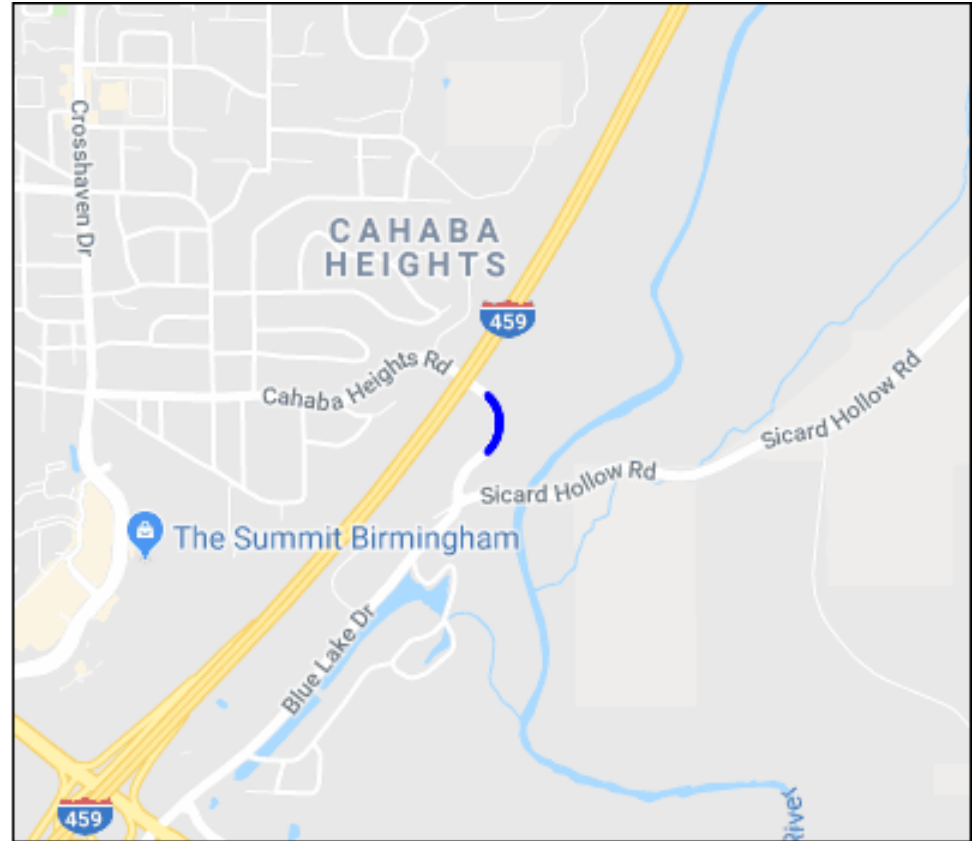 Crosshaven Dr
CAHABA
HEIGHTS
459
Cahaba Heights Rd
Sicard Hollow Rd
Sicard Hollow Rd
The Summit Birmingham
Blue Lake Dr
459
River